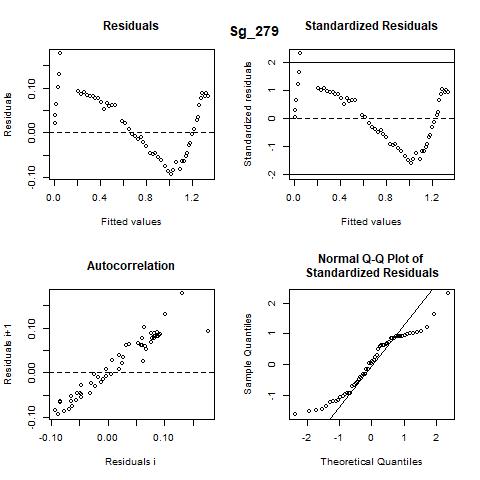 Sg_279
Residuals
Residuals
-0.10 0.00 0.10
0.0 0.4 0.8 1.2
Fitted values
Standardized Residuals
Standardized residuals
-2 -1 0 1 2
0.0 0.4 0.8 1.2
Fitted values
Autocorrelation
Residuals i+1
-0.10 0.00 0.10
-0.10 0.00 0.10
Residuals i
Normal Q-Q Plot of
Standardized Residuals
Sample Quantiles
-1 0 1 2
-2 -1 0 1 2
Theoretical Quantiles